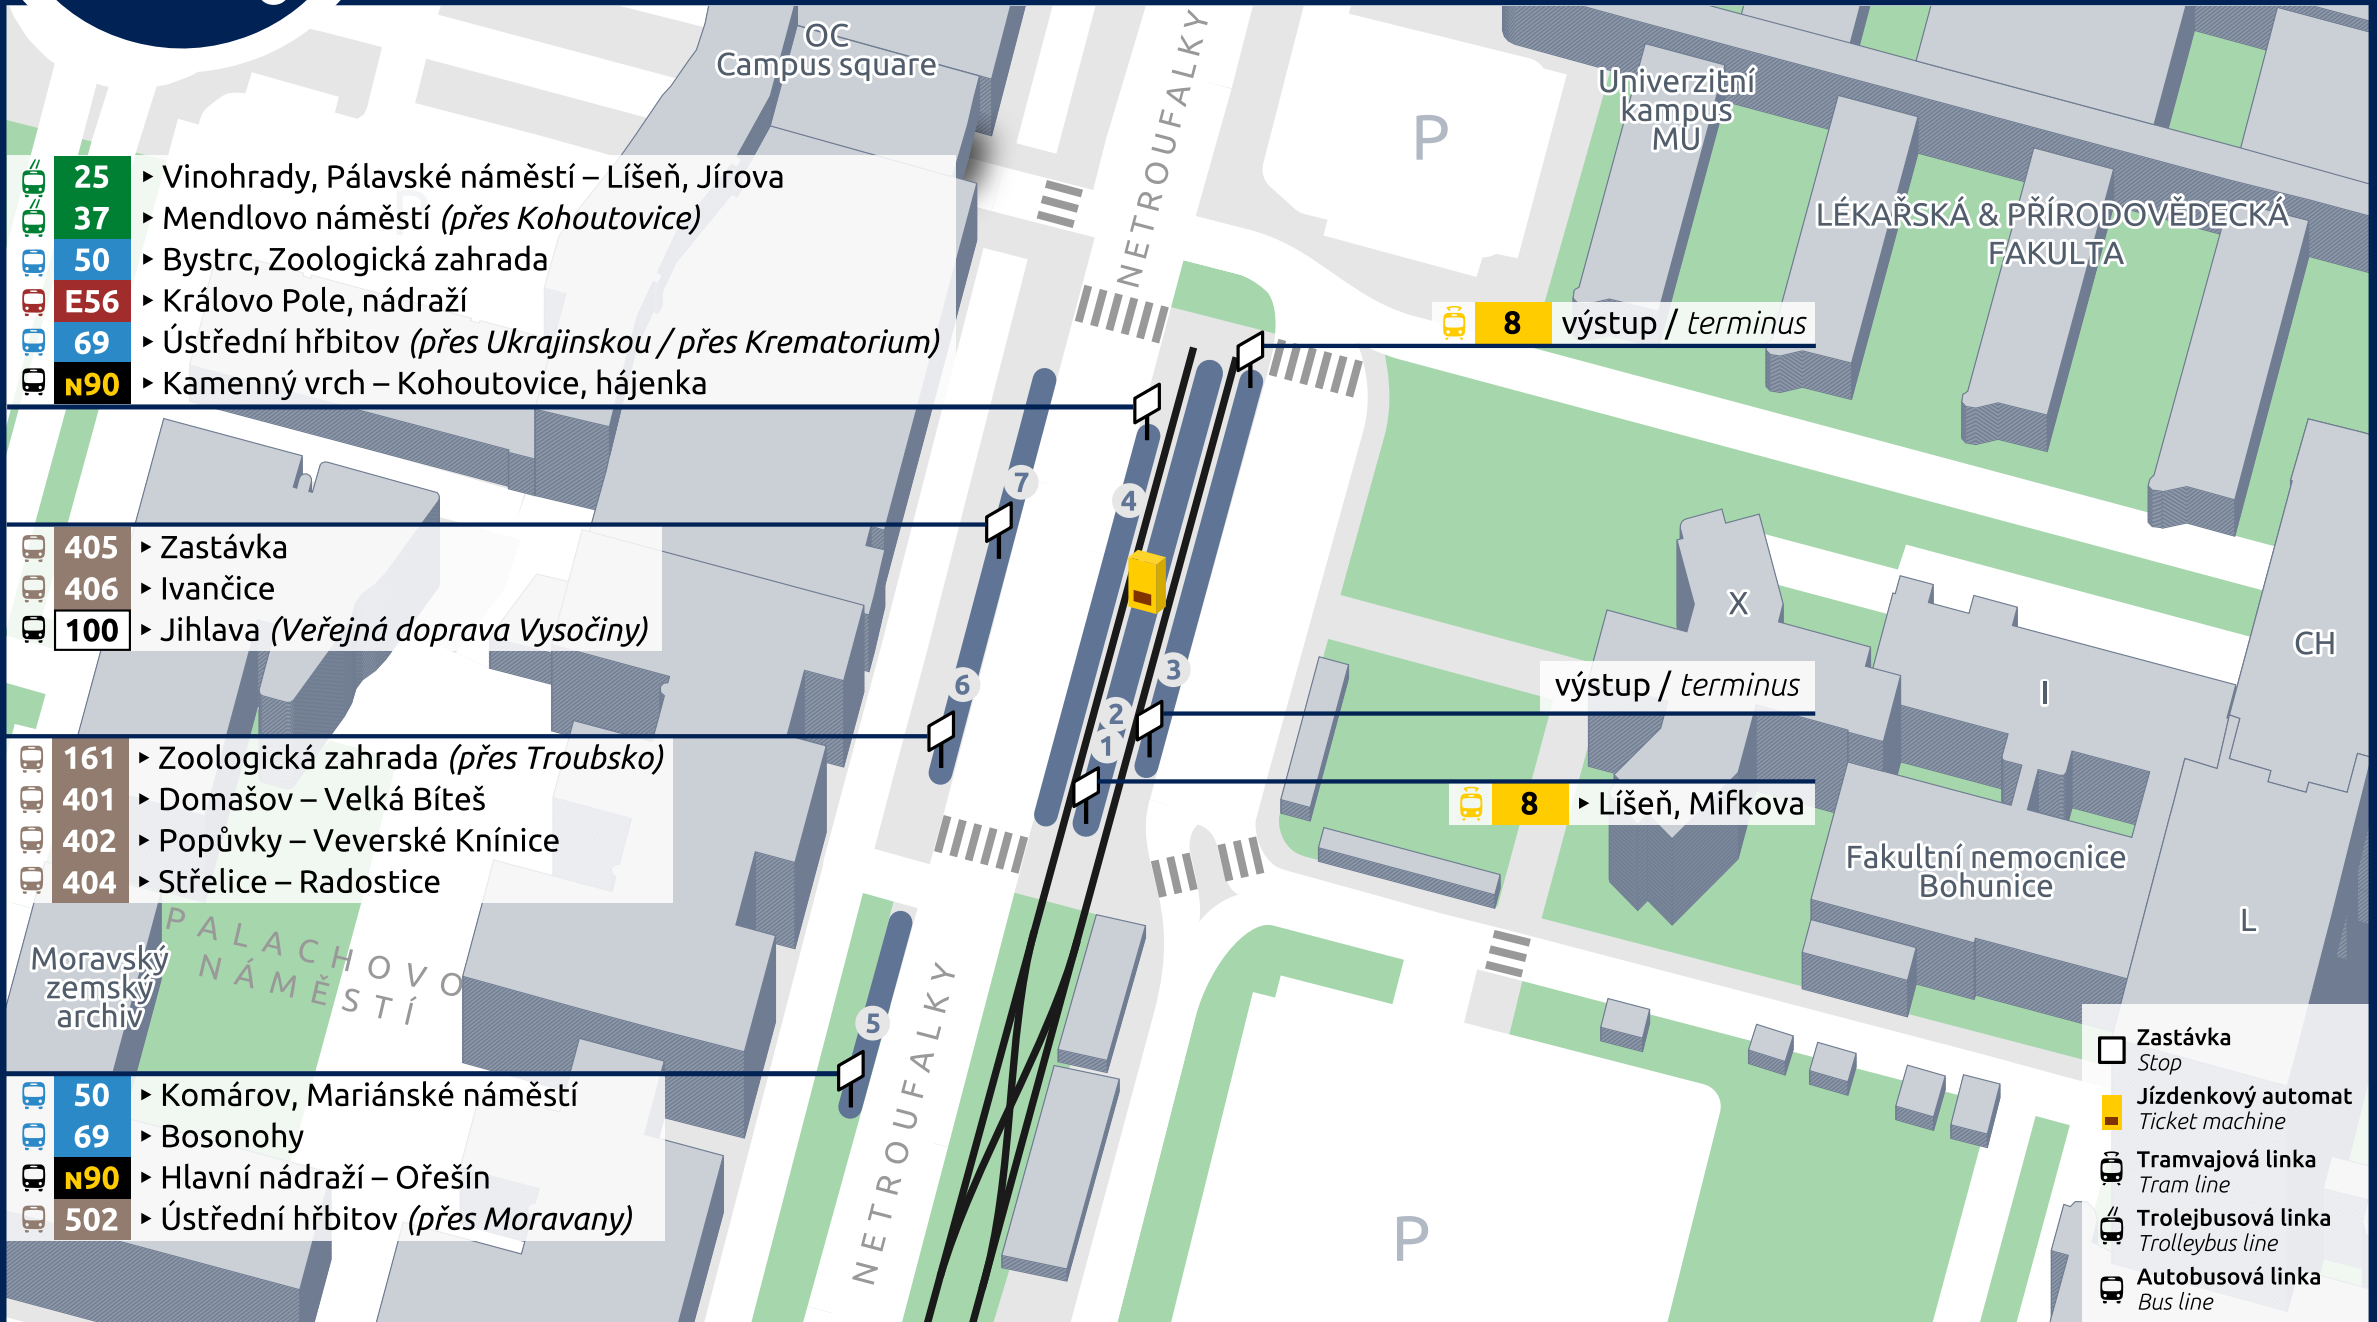 OC
Campus square
NETROUFALKY
P
Univerzitní
kampus
MU
LÉKAŘSKÁ & PŘÍRODOVĚDECKÁ
FAKULTA
25 ▸ Vinohrady, Pálavské náměstí – Líšeň, Jírova
37 ▸ Mendlovo náměstí (přes Kohoutovice)
50 ▸ Bystrc, Zoologická zahrada
E56 ▸ Královo Pole, nádraží
69 ▸ Ústřední hřbitov (přes Ukrajinskou / přes Krematorium)
N90 ▸ Kamenný vrch – Kohoutovice, hájenka
8 výstup / terminus
7
4
405 ▸ Zastávka
406 ▸ Ivančice
100 ▸ Jihlava (Veřejná doprava Vysočiny)
X
CH
I
6
3
2
1
výstup / terminus
161 ▸ Zoologická zahrada (přes Troubsko)
401 ▸ Domašov – Velká Bíteš
402 ▸ Popůvky – Veverské Knínice
404 ▸ Střelice – Radostice
8 ▸ Líšeň, Mifkova
Fakultní nemocnice
Bohunice
L
PALACHOVO
NÁMĚSTÍ
Moravský
zemský
archiv
5
NETROUFALKY
50 ▸ Komárov, Mariánské náměstí
69 ▸ Bosonohy
N90 ▸ Hlavní nádraží – Ořešín
502 ▸ Ústřední hřbitov (přes Moravany)
P
Zastávka
Stop
Jízdenkový automat
Ticket machine
Tramvajová linka
Tram line
Trolejbusová linka
Trolleybus line
Autobusová linka
Bus line